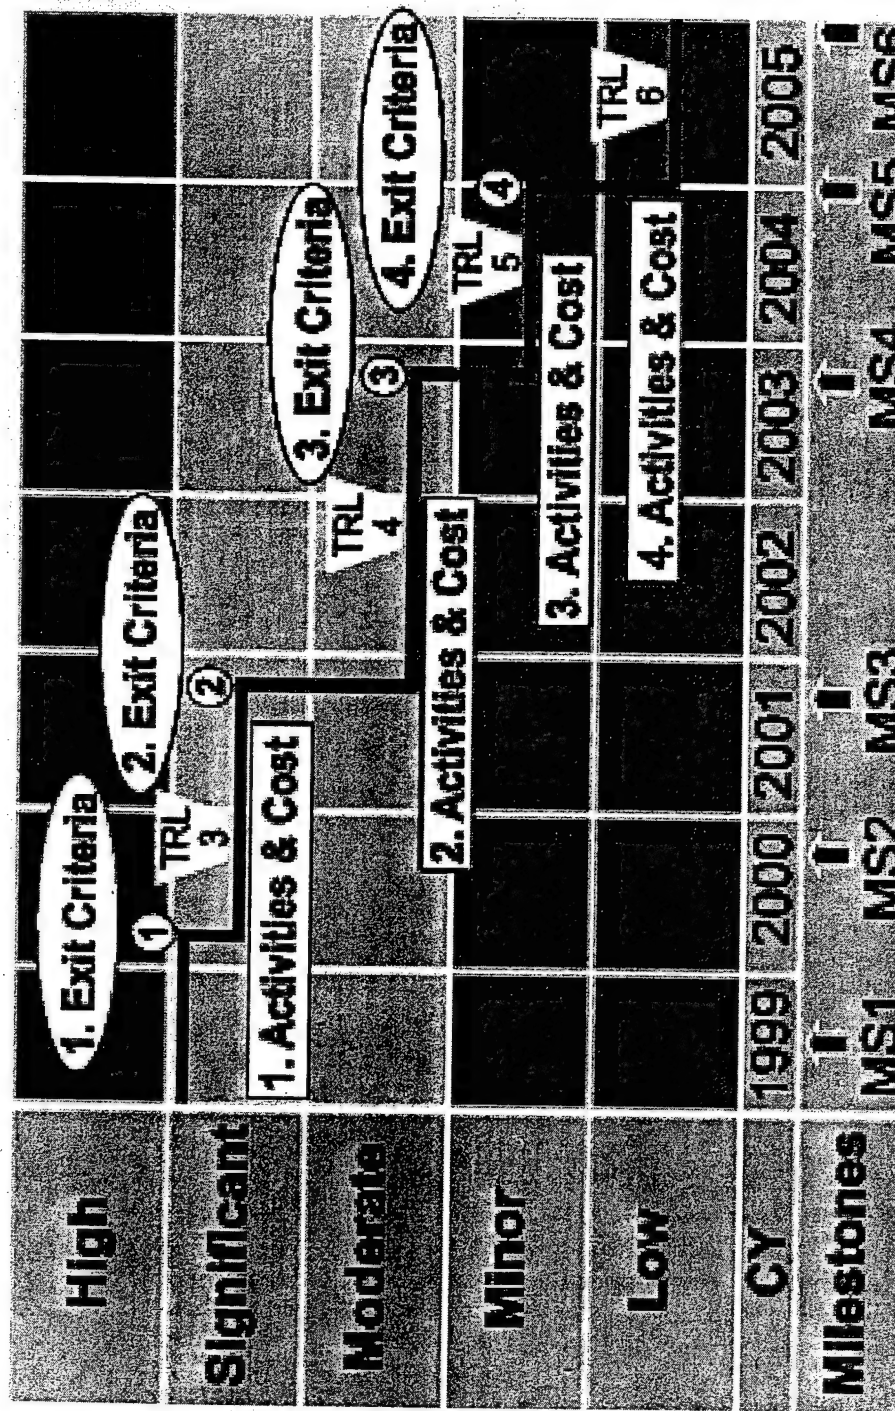 High
1. Exit Criteria
2. Exit Criteria
Significant
1
TRL
3
2
3. Exit Criteria
4. Exit Criteria
1. Activities & Cost
Moderate
TRL
4
3
2. Activities & Cost
Minor
TRL
5
4
3. Activities & Cost
Low
TRL
6
4. Activities & Cost
CY
1999
2000
2001
2002
2003
2004
2005
Milestones
MS1
MS2
MS3
MS4
MS5
MS6